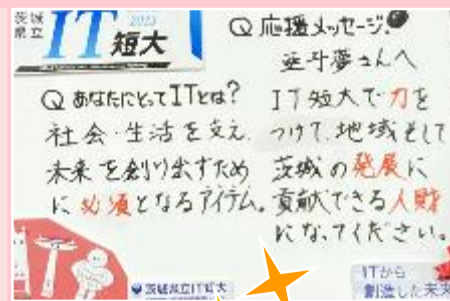 茨城
県立
2023
IT短大
Q あなたにとってITとは?
社会・生活を支え、
未来を創り出すため
に必須となるアイテム。
Q 応援メッセージ!
亜斗夢さんへ
IT短大で力を
つけて、地域そして
茨城の発展に
貢献できる人財
になってください。
茨城県立IT短大
ITから
創造した未来